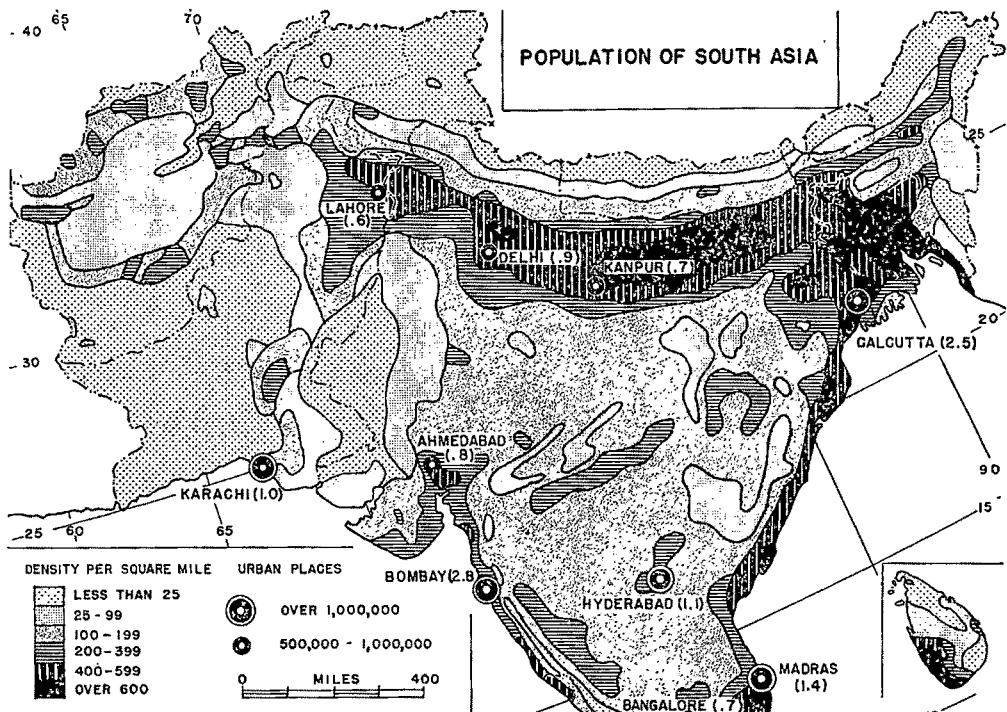 65
70
40
POPULATION OF SOUTH ASIA
25
LAHORE
(.6)
DELHI (.9)
KANPUR (.7)
20
CALCUTTA (2.5)
30
AHMEDABAD
(.8)
KARACHI (1.0)
90
15
25
60
65
DENSITY PER SQUARE MILE
LESS THAN 25
25-99
100-199
200-399
400-599
OVER 600
URBAN PLACES
OVER 1,000,000
500,000 - 1,000,000
0 MILES 400
BOMBAY (2.8)
HYDERABAD (1.1)
MADRAS
(1.4)
BANGALORE (.7)